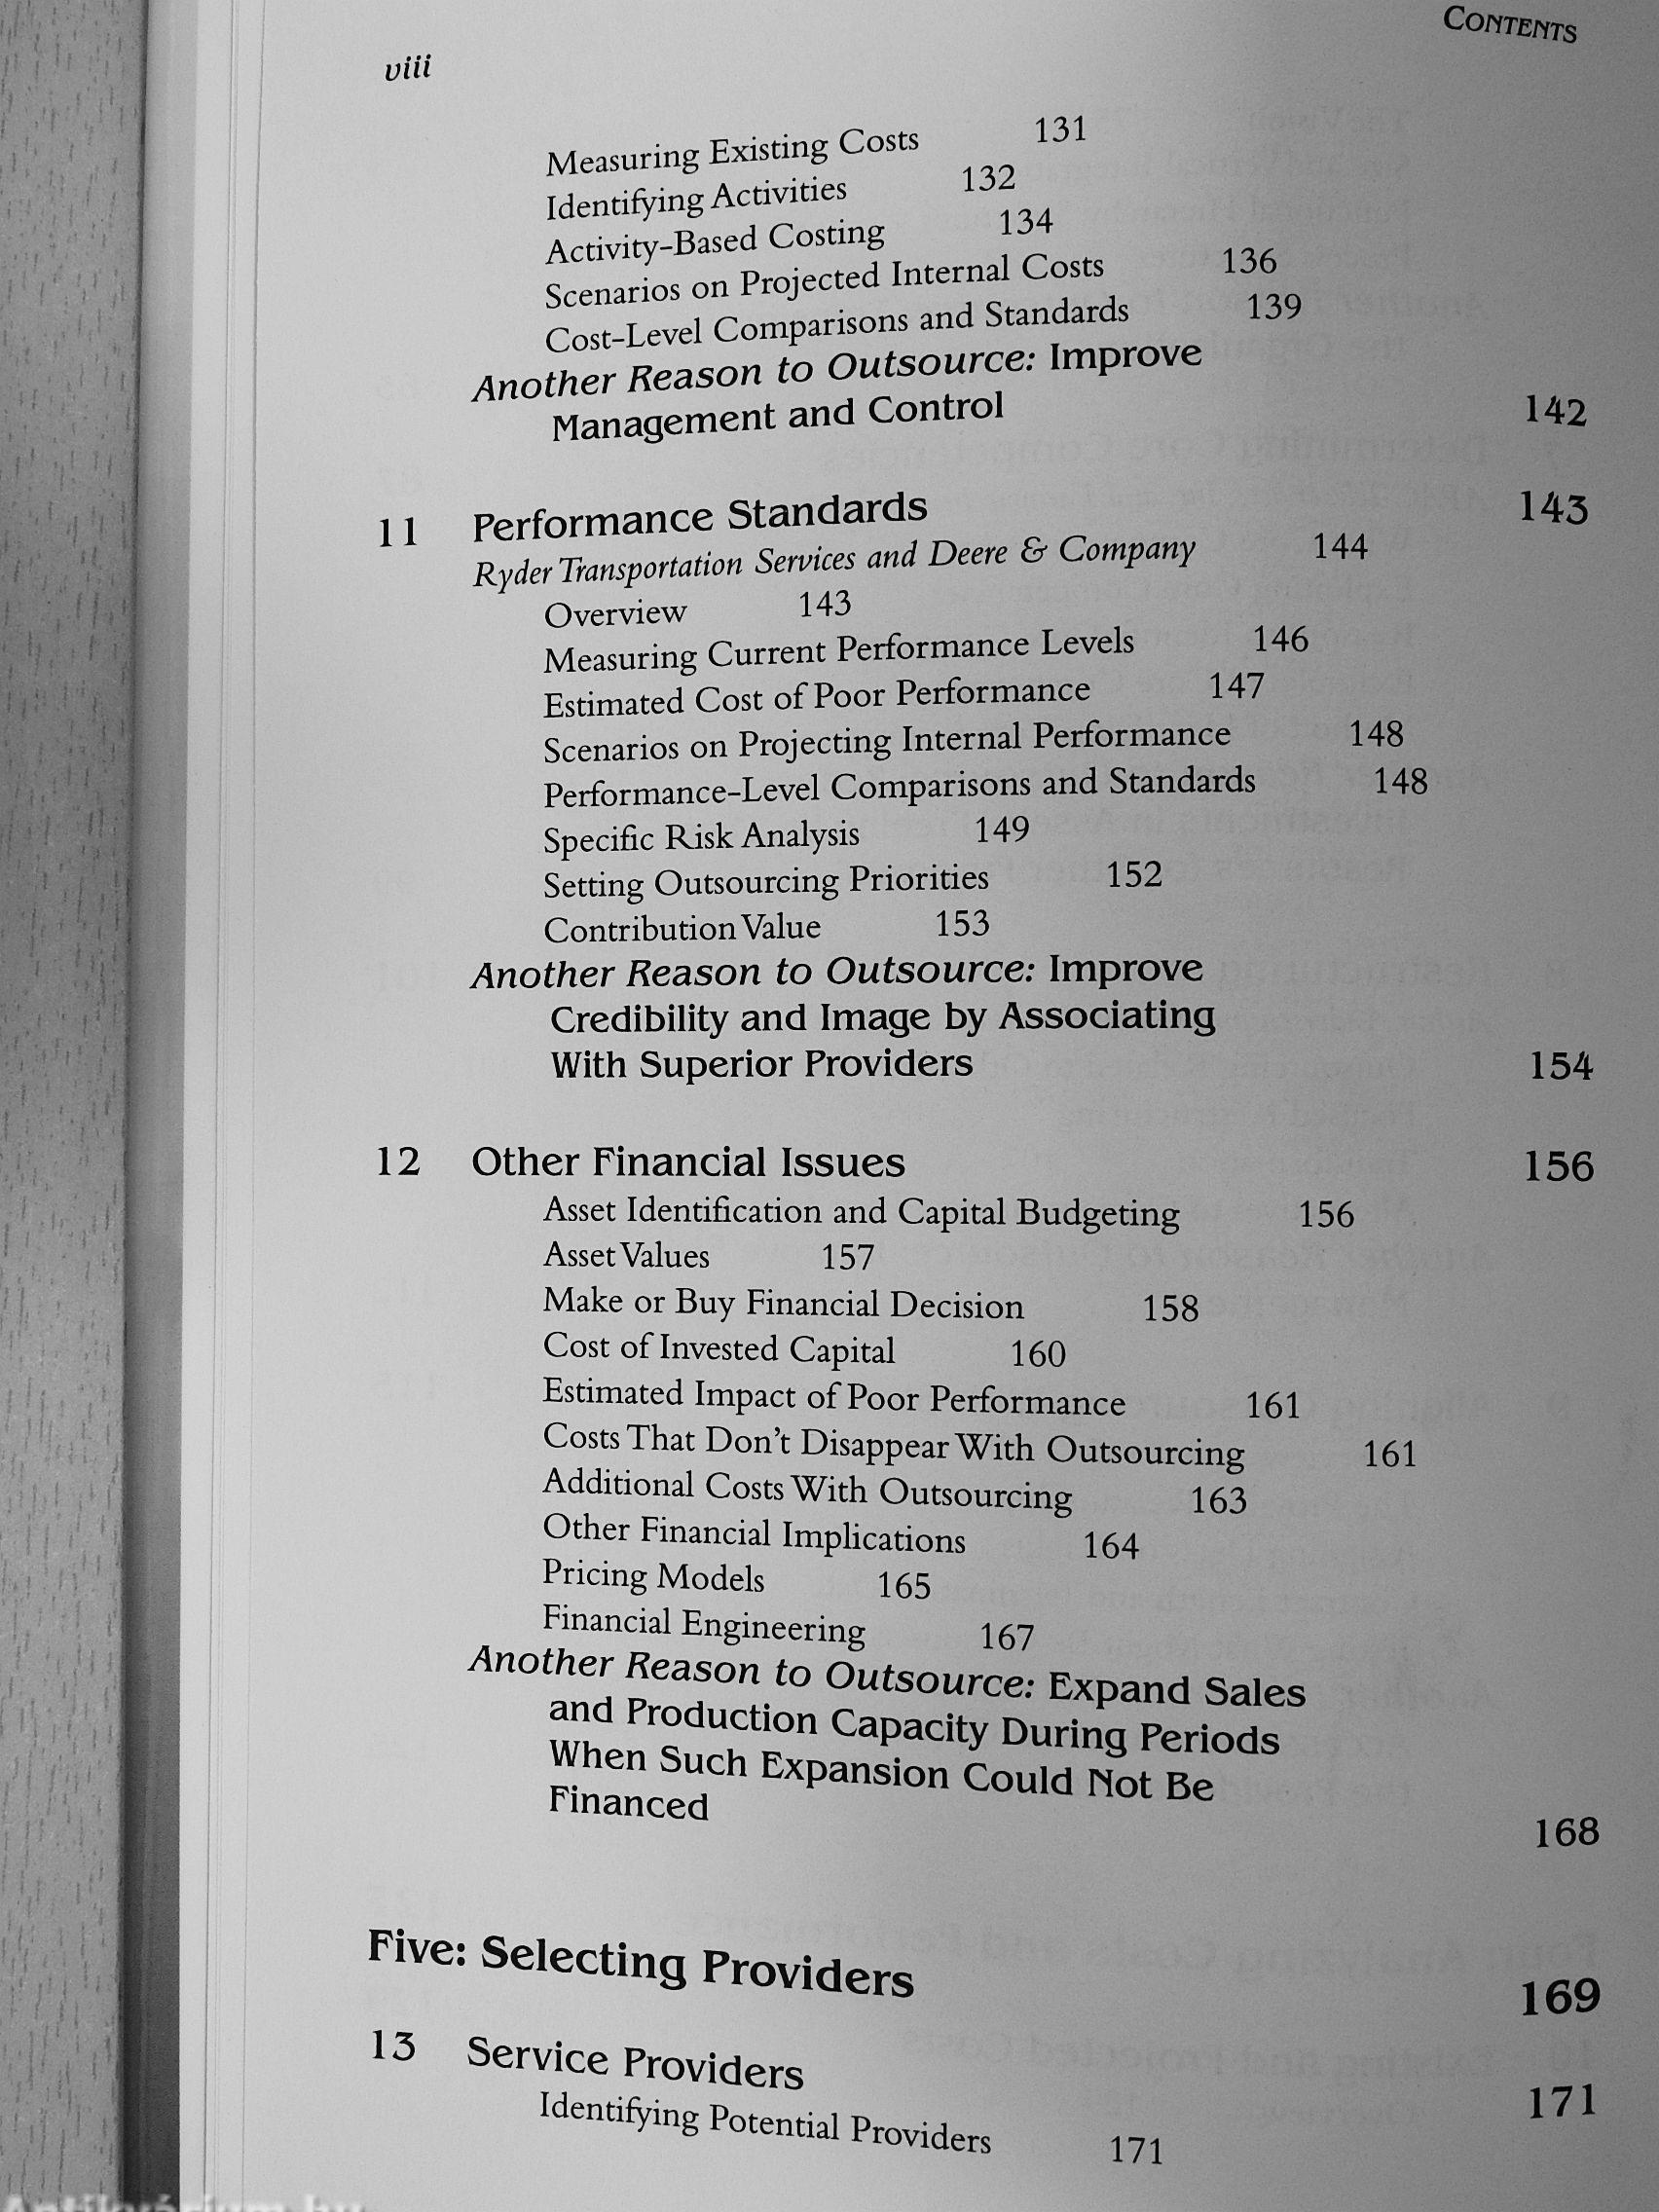 viii
CONTENTS
Measuring Existing Costs 131
Identifying Activities 132
Activity-Based Costing 134
Scenarios on Projected Internal Costs 136
Cost-Level Comparisons and Standards 139
Another Reason to Outsource: Improve
Management and Control 142
11 Performance Standards 143
Ryder Transportation Services and Deere & Company 144
Overview 143
Measuring Current Performance Levels 146
Estimated Cost of Poor Performance 147
Scenarios on Projecting Internal Performance 148
Performance-Level Comparisons and Standards 148
Specific Risk Analysis 149
Setting Outsourcing Priorities 152
Contribution Value 153
Another Reason to Outsource: Improve
Credibility and Image by Associating
With Superior Providers 154
12 Other Financial Issues 156
Asset Identification and Capital Budgeting 156
Asset Values 157
Make or Buy Financial Decision 158
Cost of Invested Capital 160
Estimated Impact of Poor Performance 161
Costs That Don't Disappear With Outsourcing 161
Additional Costs With Outsourcing 163
Other Financial Implications 164
Pricing Models 165
Financial Engineering 167
Another Reason to Outsource: Expand Sales
and Production Capacity During Periods
When Such Expansion Could Not Be
Financed 168
Five: Selecting Providers 169
13 Service Providers 171
Identifying Potential Providers 171